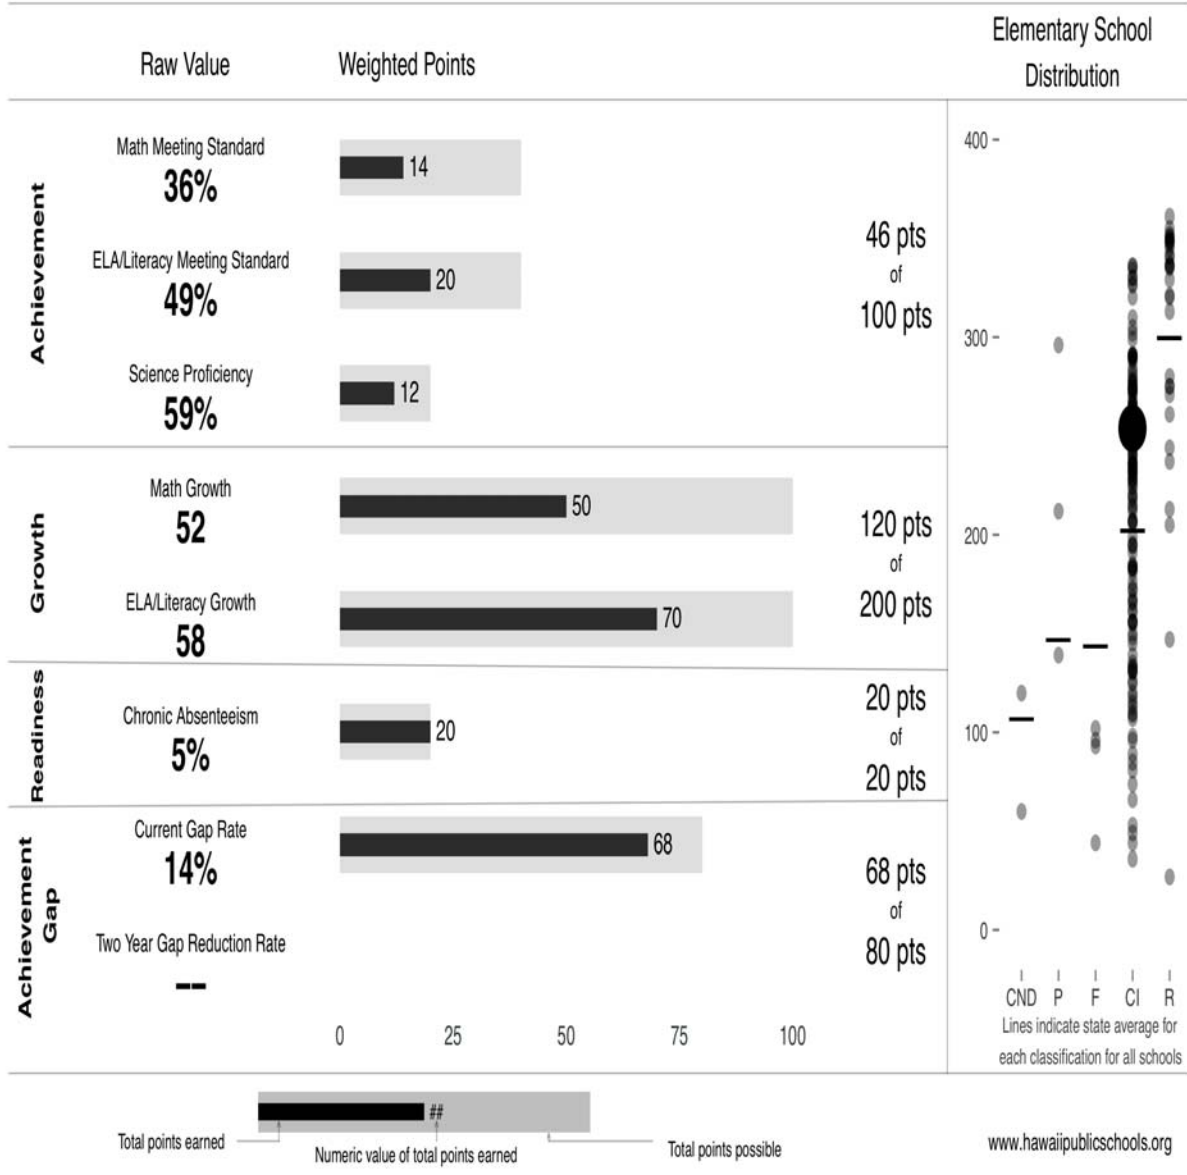 Raw Value
Weighted Points
Elementary School
Distribution
Achievement
Math Meeting Standard
36%
14
ELA/Literacy Meeting Standard
49%
20
Science Proficiency
59%
12
46 pts
of
100 pts
Growth
Math Growth
52
50
ELA/Literacy Growth
58
70
120 pts
of
200 pts
Readiness
Chronic Absenteeism
5%
20
20 pts
of
20 pts
Achievement
Gap
Current Gap Rate
14%
68
Two Year Gap Reduction Rate
--
68 pts
of
80 pts
0 25 50 75 100
400
300
200
100
0
CND P F CI R
Lines indicate state average for
each classification for all schools
##
Total points earned
Numeric value of total points earned
Total points possible
www.hawaiipublicschools.org